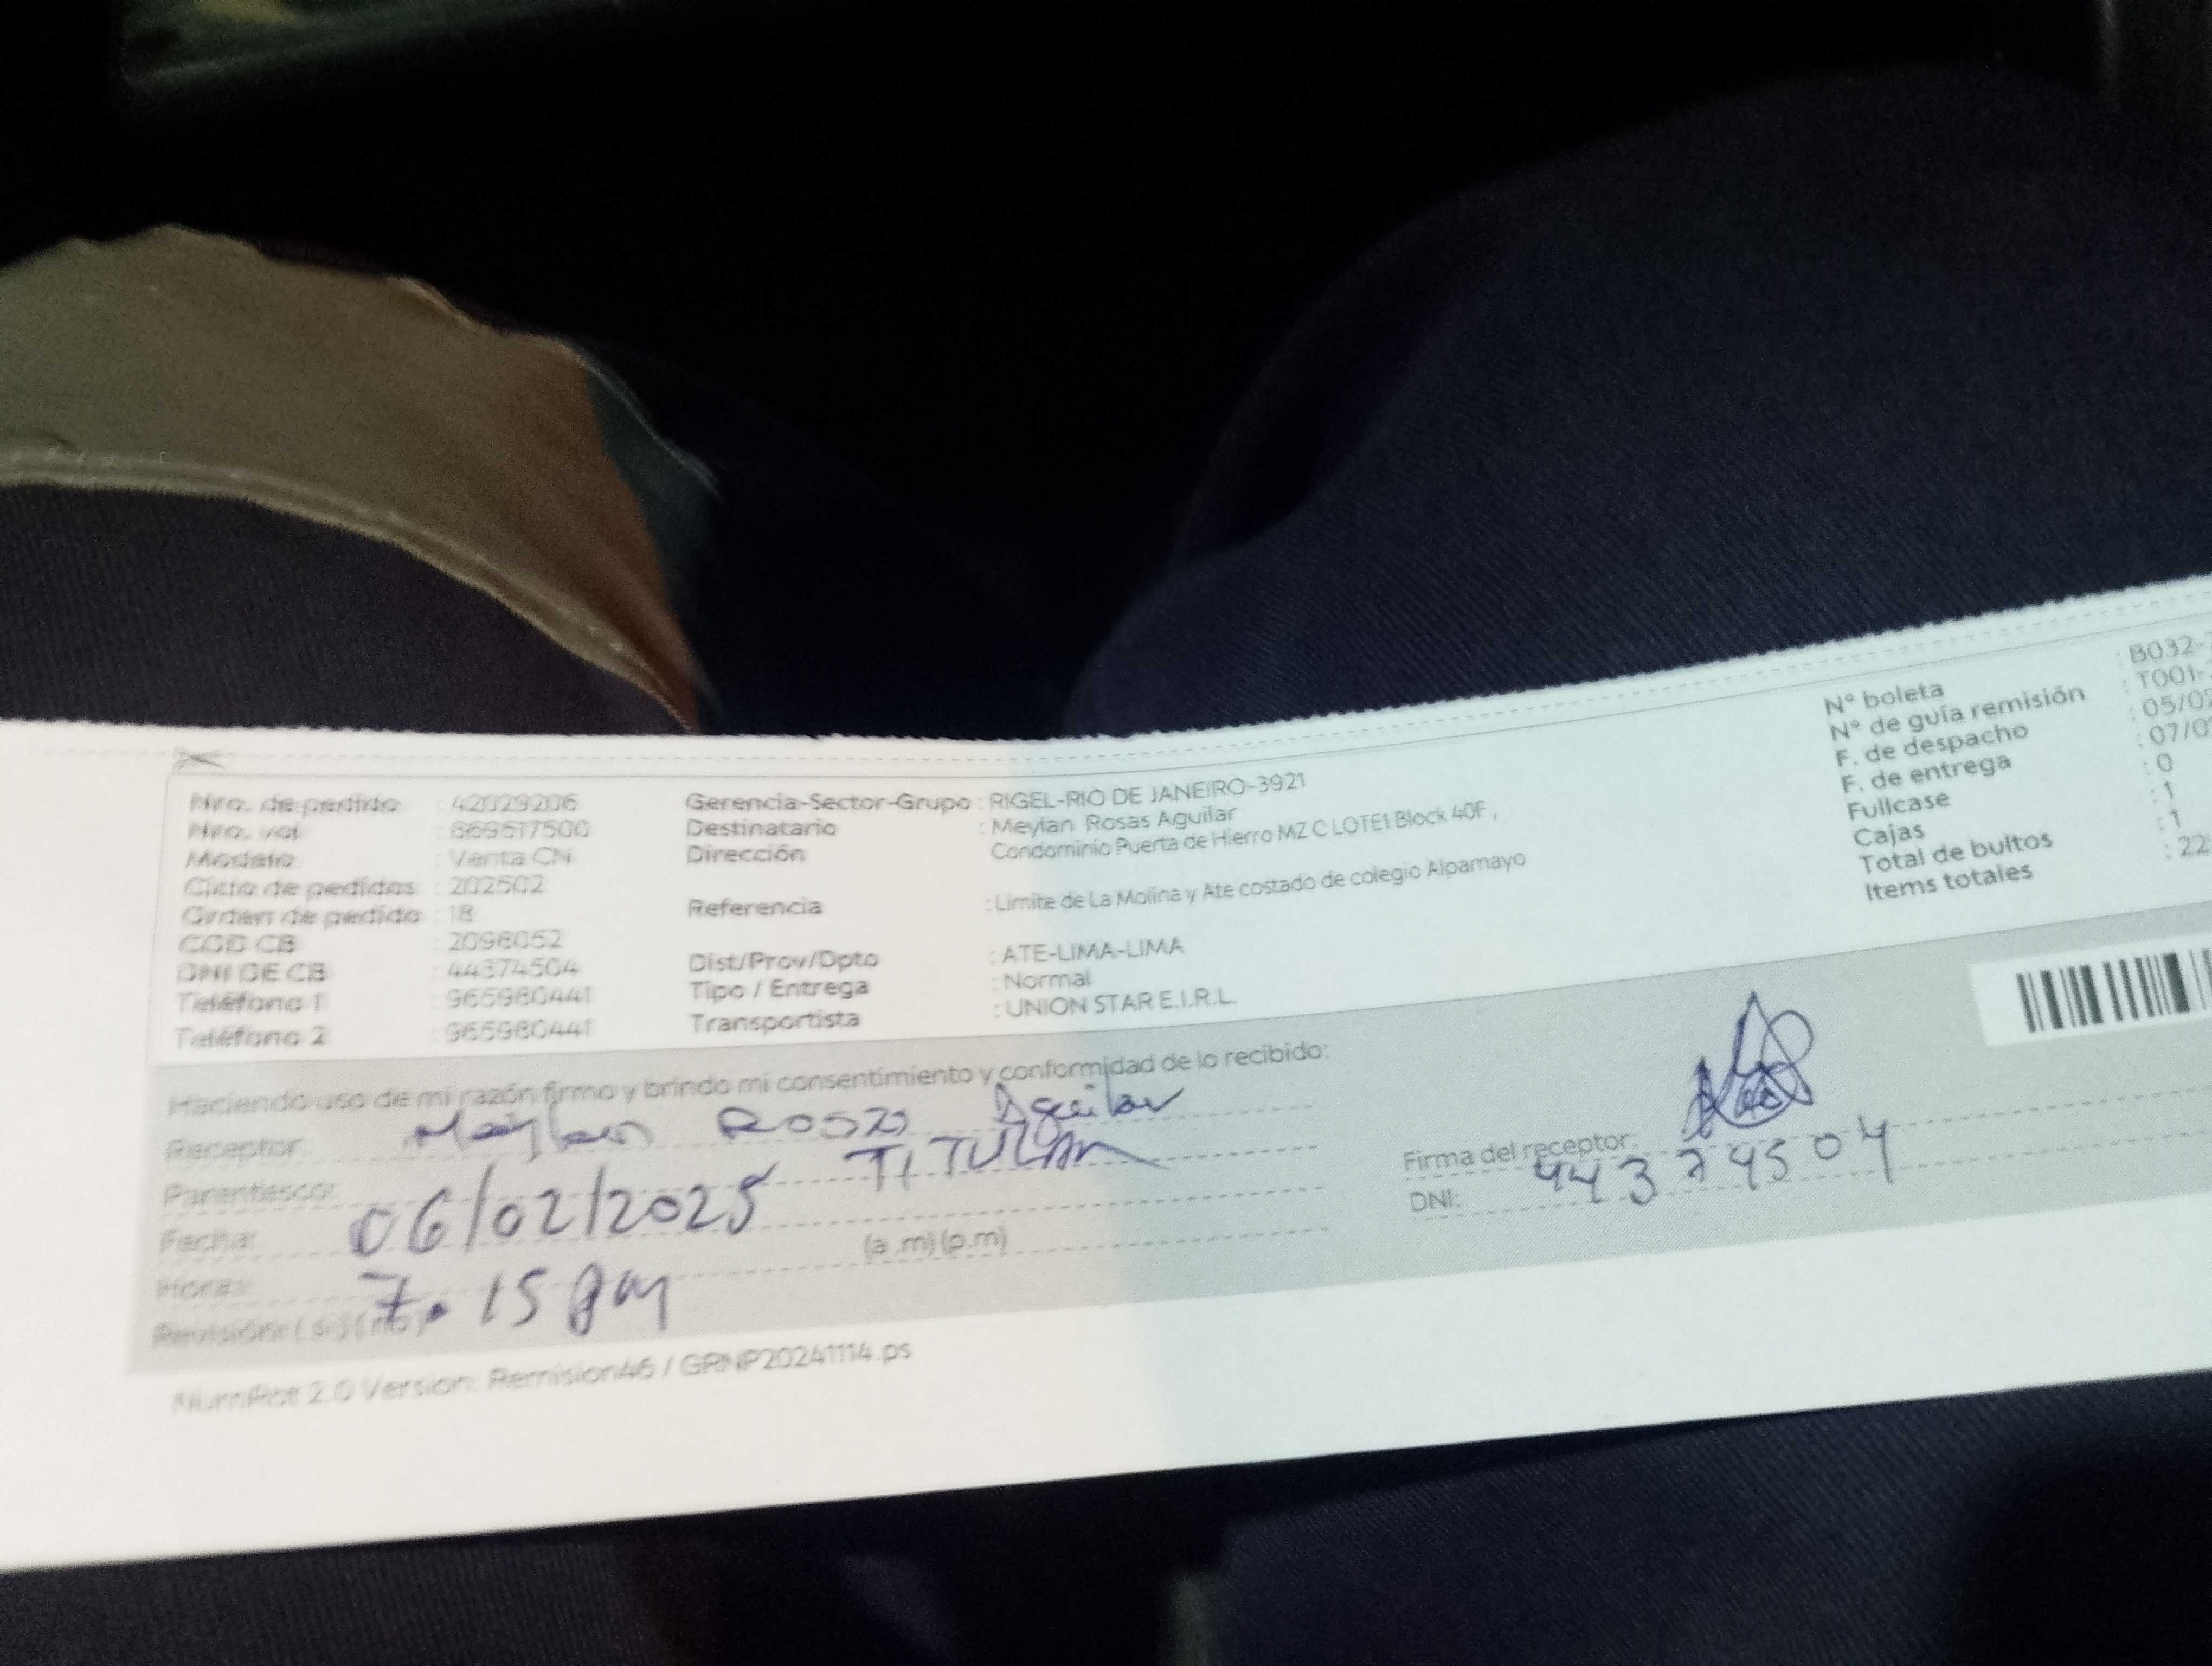 Nro. de pedido : 42029206
Nro. val : 869517500
Modelo : Venta CN
Ciclo de pedidos : 202502
Orden de pedido : 18
COD CB : 2098052
DNI DE CB : 44374504
Teléfono 1 : 965980441
Teléfono 2 : 965980441
Gerencia-Sector-Grupo : RIGEL-RIO DE JANEIRO-3921
Destinatario : Meylan Rosas Aguilar
Dirección Condominio Puerta de Hierro MZ C LOTE1 Block 40F ,
Referencia : Limite de La Molina y Ate costado de colegio Alpamayo
Dist/Prov/Dpto : ATE-LIMA-LIMA
Tipo / Entrega : Normal
Transportista : UNION STAR E.I.R.L.
N° boleta : B032-
N° de guía remisión : T001-
F. de despacho : 05/02
F. de entrega : 07/0
Fullcase : 0
Cajas : 1
Total de bultos : 1
Items totales : 22
Haciendo uso de mi razón firmo y brindo mi consentimiento y conformidad de lo recibido:
Receptor: Meylan Rosas Aguilar
Parentesco: TITULAR
Fecha: 06/02/2025
Hora: 7.15 pm (a .m) (p.m)
Revisión: ( si ) ( no )
Firma del receptor:
DNI: 44374504
NumRot 2.0 Version: Remision46 / GRNP20241114.ps